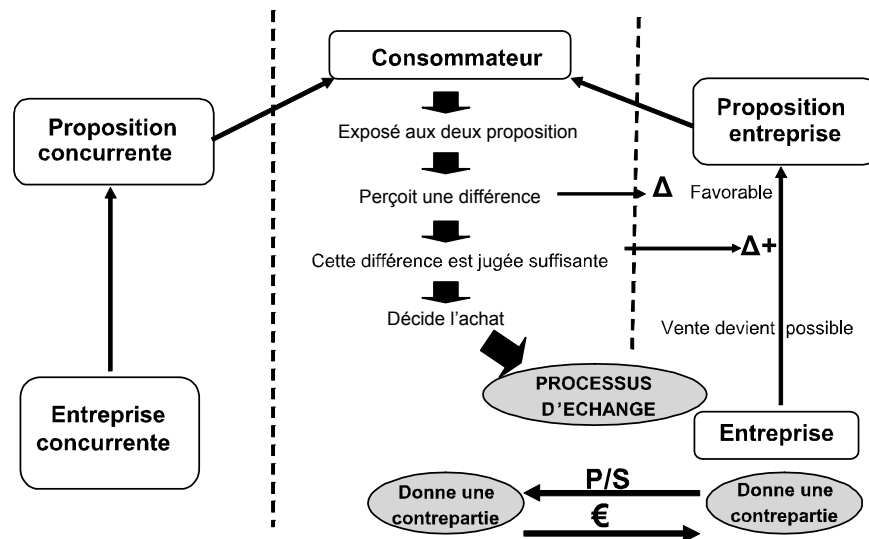 Consommateur
Proposition
concurrente
Proposition
entreprise
Exposé aux deux proposition
Perçoit une différence
Δ Favorable
Cette différence est jugée suffisante
Δ+
Décide l’achat
Vente devient possible
PROCESSUS
D’ECHANGE
Entreprise
concurrente
Entreprise
P/S
Donne une
contrepartie
€
Donne une
contrepartie